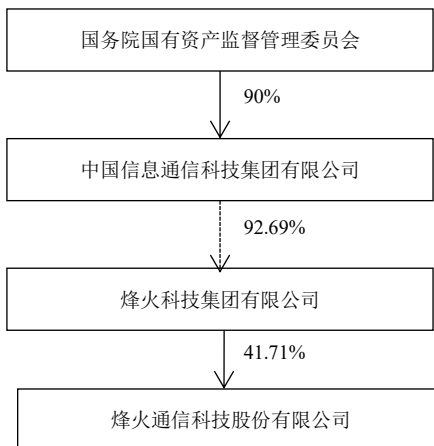 国务院国有资产监督管理委员会
90%
中国信息通信科技集团有限公司
92.69%
烽火科技集团有限公司
41.71%
烽火通信科技股份有限公司